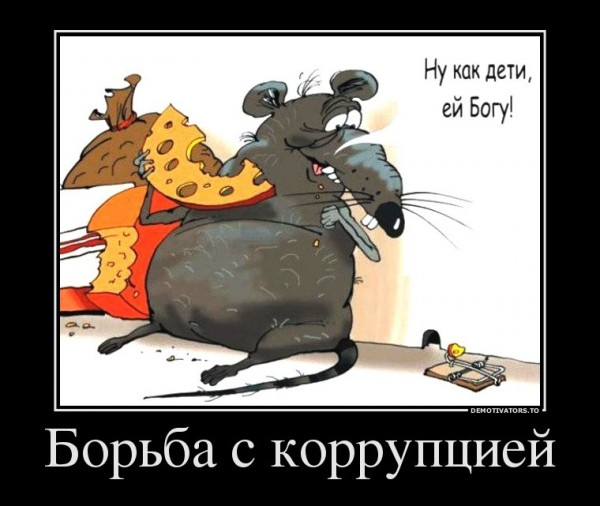 Ну как дети,
ей Богу!
DEMOTIVATORS.TO
Борьба с коррупцией